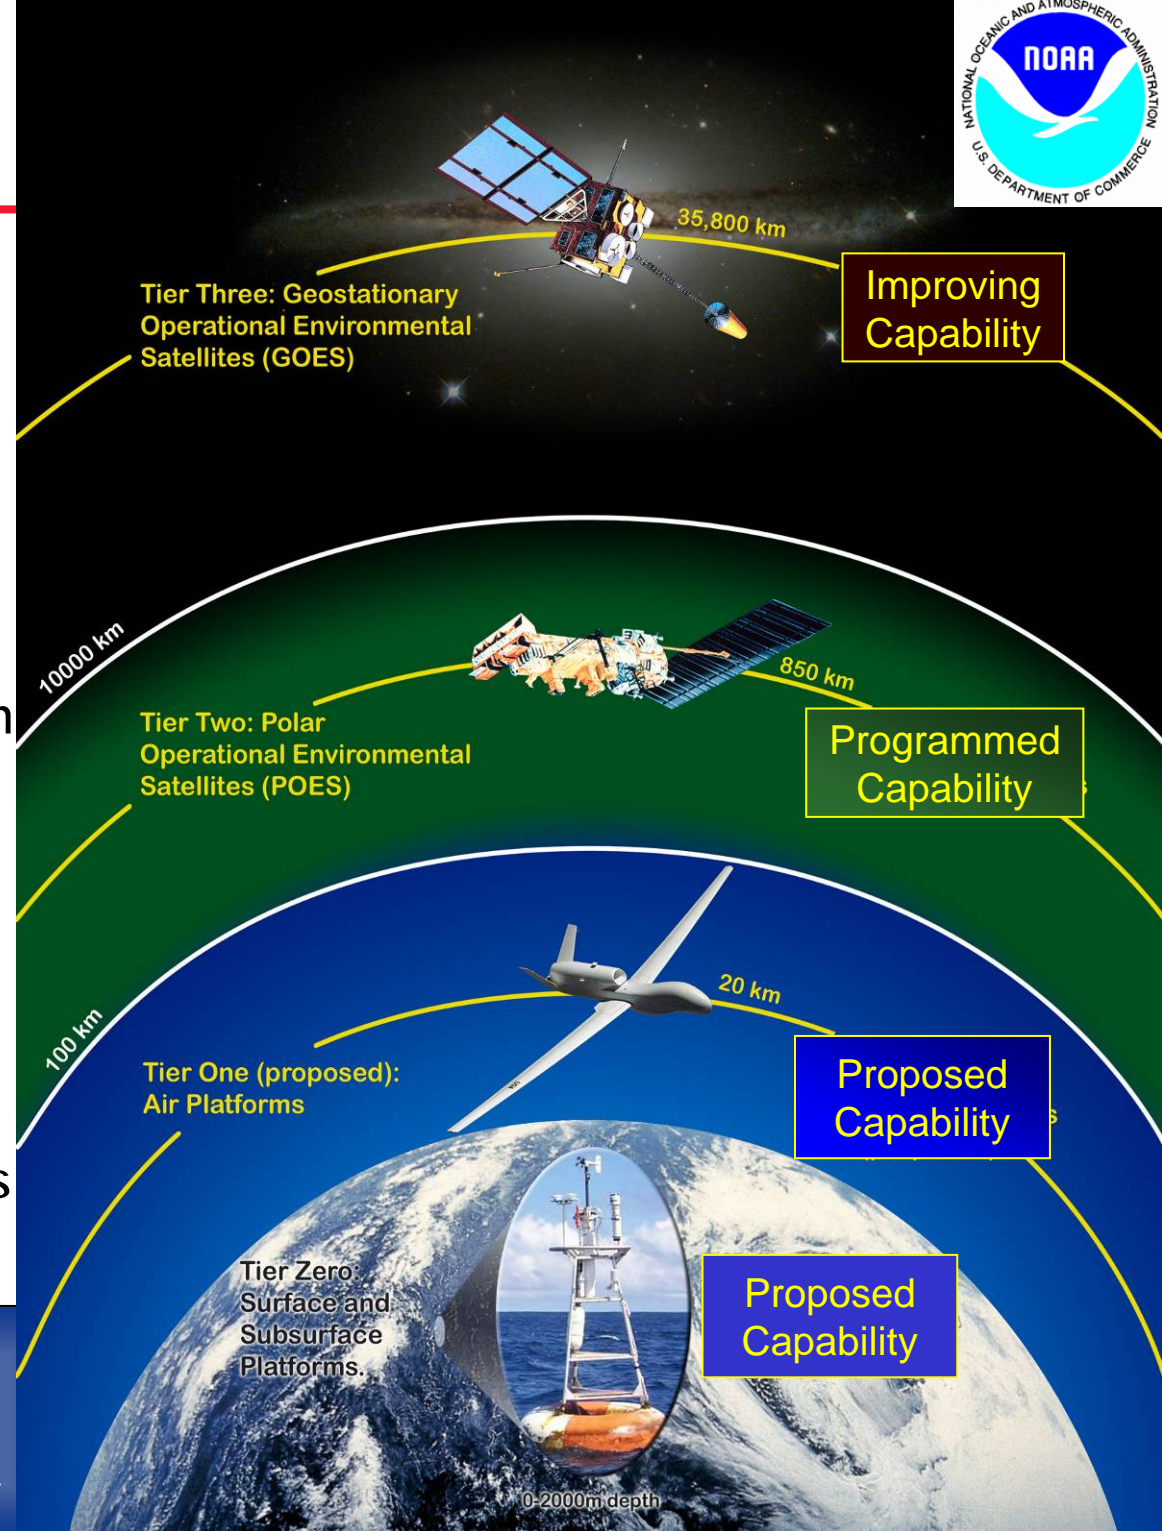 NATIONAL OCEANIC AND ATMOSPHERIC ADMINISTRATION
U.S. DEPARTMENT OF COMMERCE
NOAA
35,800 km
Improving
Capability
Tier Three: Geostationary
Operational Environmental
Satellites (GOES)
10000 km
850 km
Tier Two: Polar
Operational Environmental
Satellites (POES)
Programmed
Capability
s
100 km
20 km
Tier One (proposed):
Air Platforms
Proposed
Capability
s
s
Tier Zero:
Surface and
Subsurface
Platforms.
Proposed
Capability
0-2000m depth